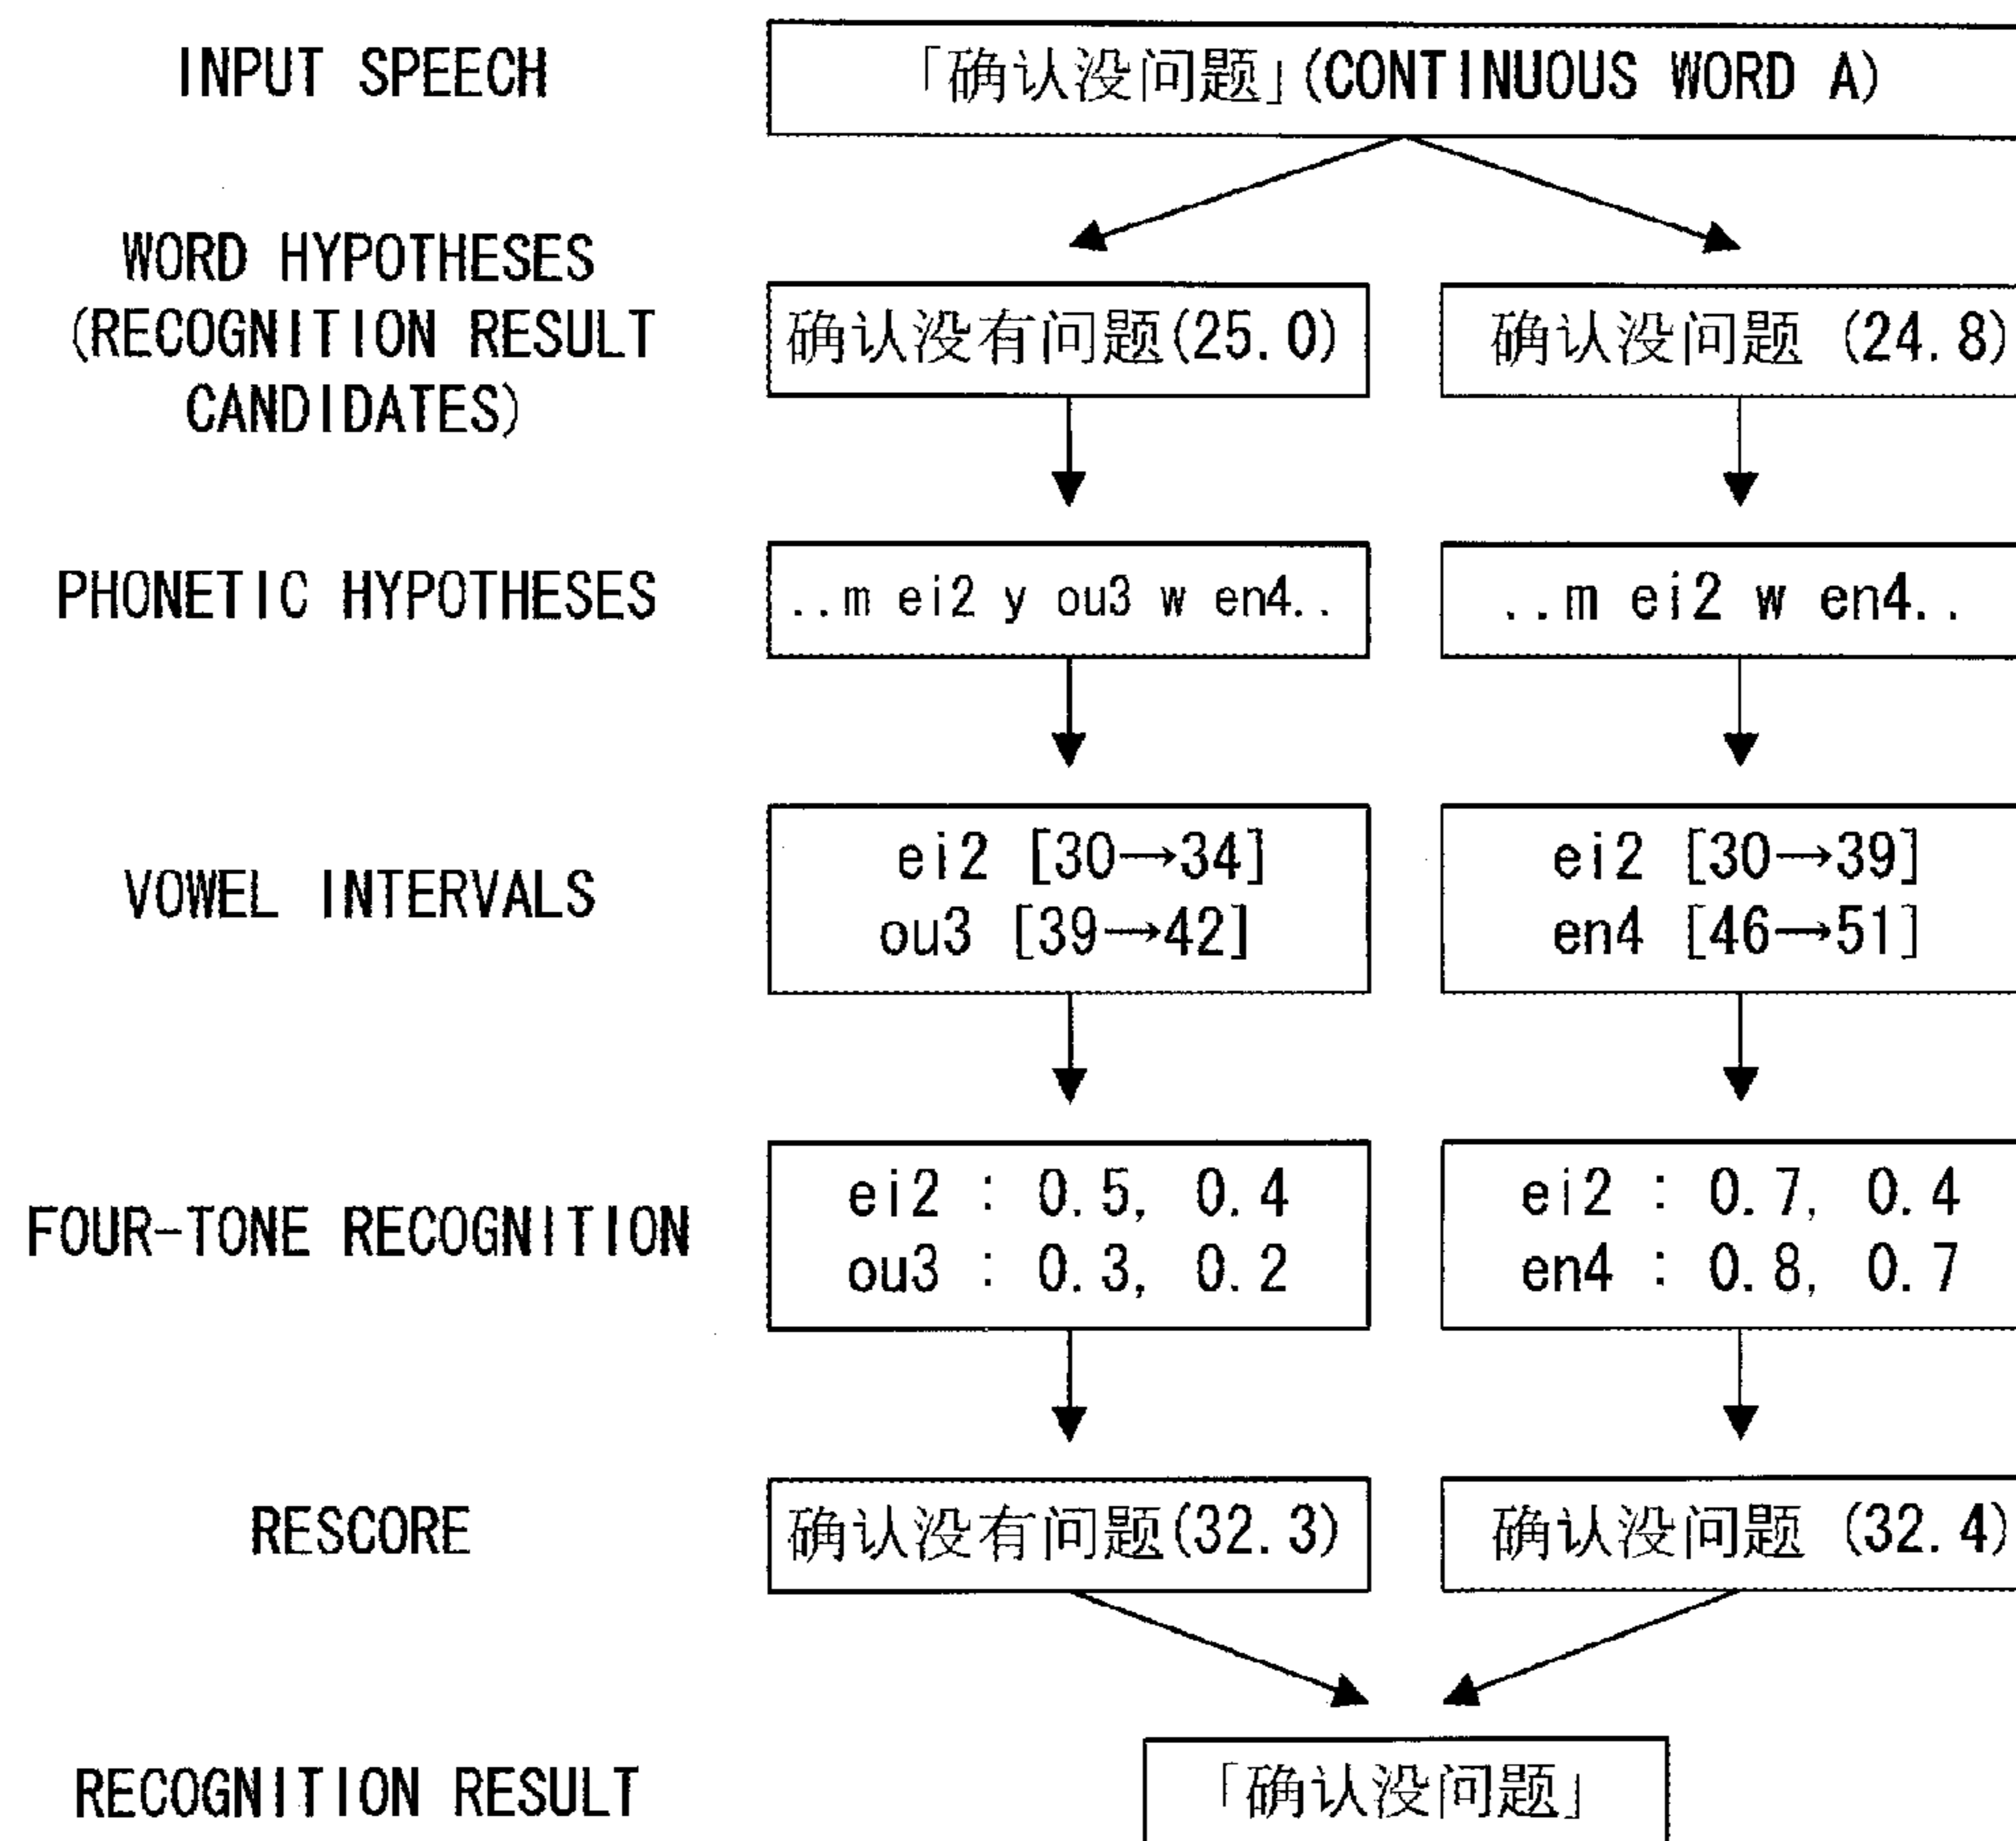 INPUT SPEECH
「确认没问题」(CONTINUOUS WORD A)
WORD HYPOTHESES
(RECOGNITION RESULT
CANDIDATES)
确认没有问题(25.0)
确认没问题 (24.8)
PHONETIC HYPOTHESES
..m ei2 y ou3 w en4..
..m ei2 w en4..
VOWEL INTERVALS
ei2 [30→34]
ou3 [39→42]
ei2 [30→39]
en4 [46→51]
FOUR-TONE RECOGNITION
ei2 : 0.5, 0.4
ou3 : 0.3, 0.2
ei2 : 0.7, 0.4
en4 : 0.8, 0.7
RESCORE
确认没有问题(32.3)
确认没问题 (32.4)
RECOGNITION RESULT
「确认没问题」